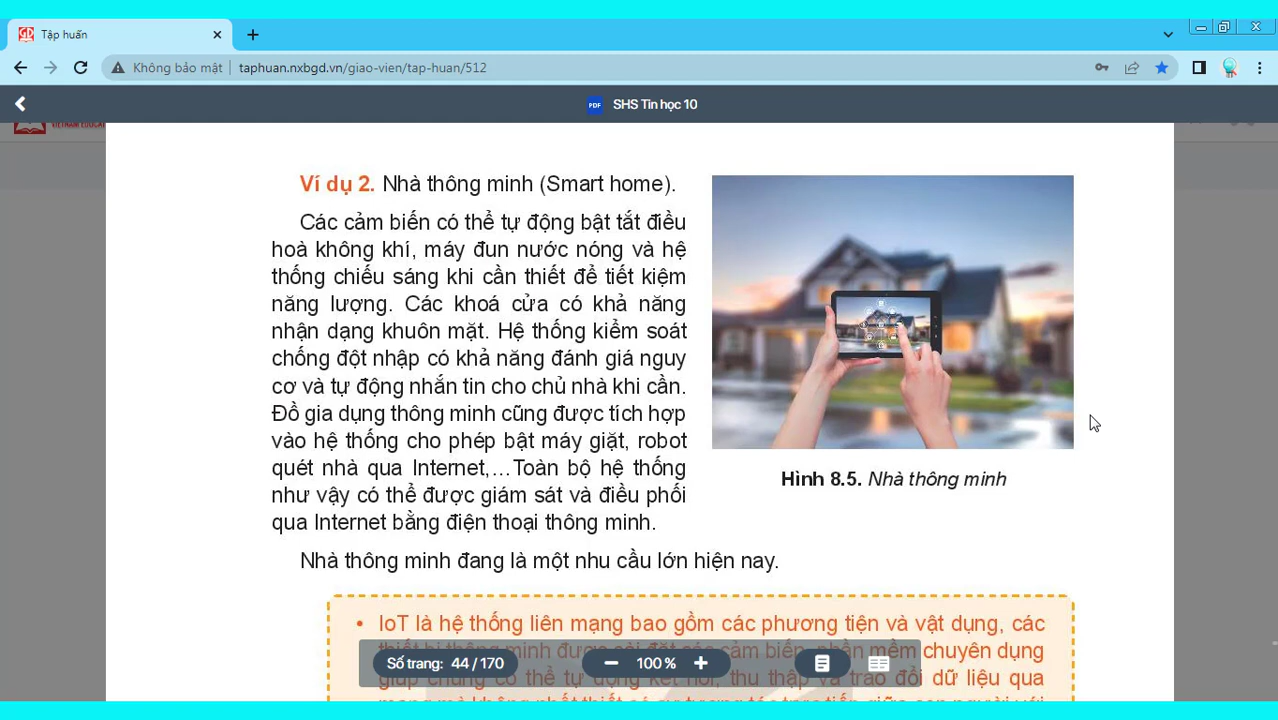 Tập huấn
Không bảo mật
taphuan.nxbgd.vn/giao-vien/tap-huan/512
PDF SHS Tin học 10
Ví dụ 2. Nhà thông minh (Smart home).
Các cảm biến có thể tự động bật tắt điều
hoà không khí, máy đun nước nóng và hệ
thống chiếu sáng khi cần thiết để tiết kiệm
năng lượng. Các khoá cửa có khả năng
nhận dạng khuôn mặt. Hệ thống kiểm soát
chống đột nhập có khả năng đánh giá nguy
cơ và tự động nhắn tin cho chủ nhà khi cần.
Đồ gia dụng thông minh cũng được tích hợp
vào hệ thống cho phép bật máy giặt, robot
quét nhà qua Internet,...Toàn bộ hệ thống
như vậy có thể được giám sát và điều phối
qua Internet bằng điện thoại thông minh.
Hình 8.5. Nhà thông minh
Nhà thông minh đang là một nhu cầu lớn hiện nay.
• IoT là hệ thống liên mạng bao gồm các phương tiện và vật dụng, các
cảm biến, phần mềm chuyên dụng
dữ liệu qua
Số trang: 44 / 170
100 %